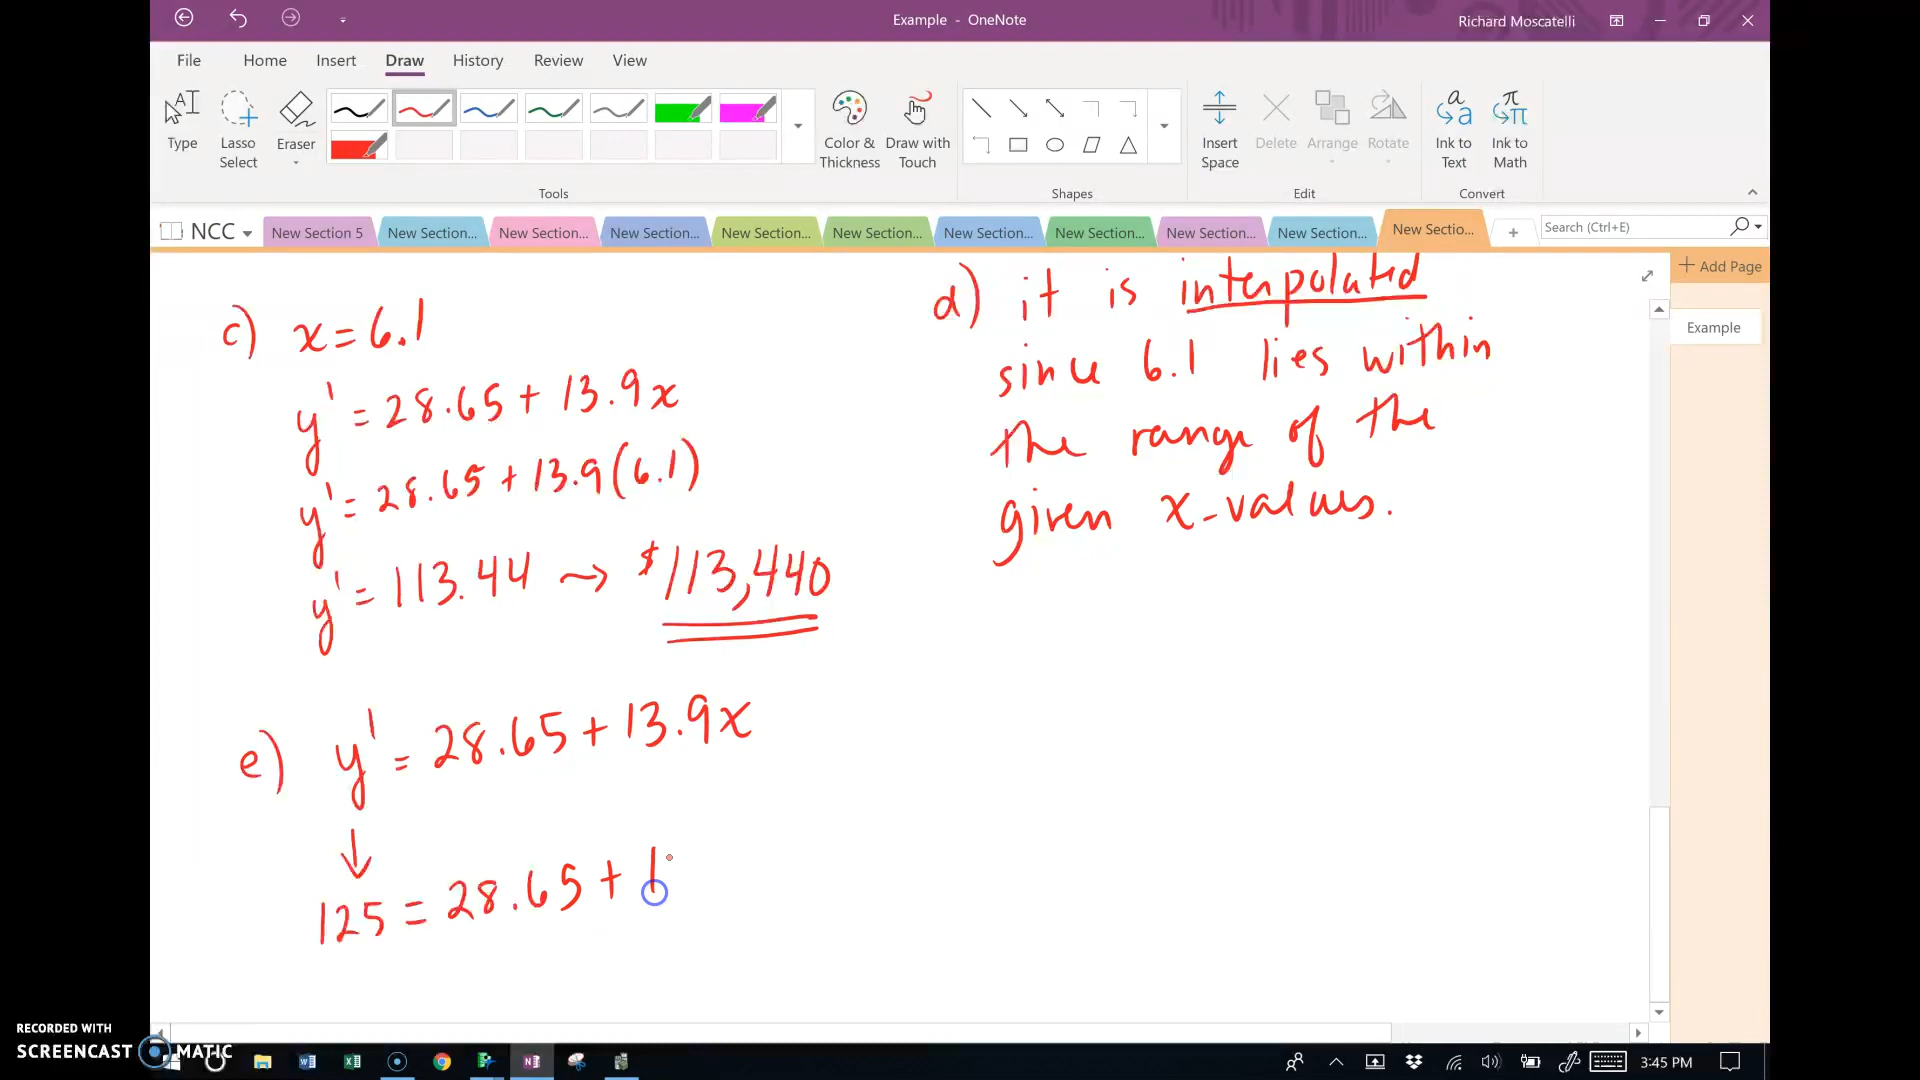 Example - OneNote
Richard Moscatelli
File Home Insert Draw History Review View
Type
Lasso Select
Eraser
Color & Thickness
Draw with Touch
Insert Space
Delete
Arrange
Rotate
Ink to Text
Ink to Math
Tools
Shapes
Edit
Convert
NCC
New Section 5
New Section...
New Section...
New Section...
New Section...
New Section...
New Section...
New Section...
New Section...
New Section...
New Sectio...
Search (Ctrl+E)
Add Page
Example
c) x = 6.1
y' = 28.65 + 13.9x
y' = 28.65 + 13.9(6.1)
y' = 113.44 → $113,440
d) it is interpolated
since 6.1 lies within
the range of the
given x-values.
e) y' = 28.65 + 13.9x
↓
125 = 28.65 + 1
RECORDED WITH
SCREENCAST MATIC
3:45 PM